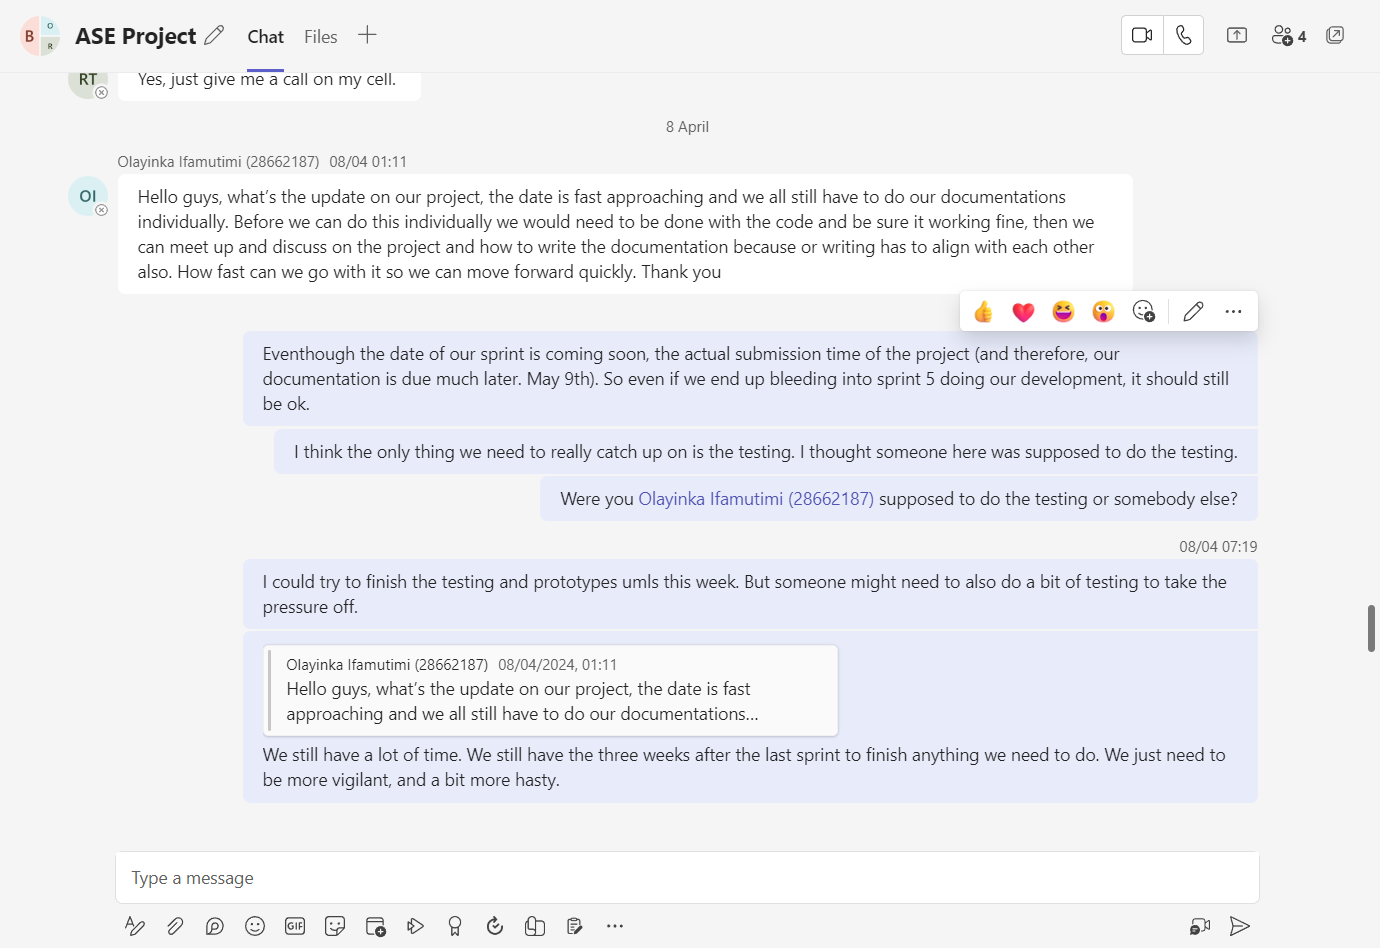 B
O
R
ASE Project
Chat
Files
4
RT
Yes, just give me a call on my cell.
8 April
Olayinka Ifamutimi (28662187) 08/04 01:11
OI
Hello guys, what's the update on our project, the date is fast approaching and we all still have to do our documentations
individually. Before we can do this individually we would need to be done with the code and be sure it working fine, then we
can meet up and discuss on the project and how to write the documentation because or writing has to align with each other
also. How fast can we go with it so we can move forward quickly. Thank you
Eventhough the date of our sprint is coming soon, the actual submission time of the project (and therefore, our
documentation is due much later. May 9th). So even if we end up bleeding into sprint 5 doing our development, it should still
be ok.
I think the only thing we need to really catch up on is the testing. I thought someone here was supposed to do the testing.
Were you Olayinka Ifamutimi (28662187) supposed to do the testing or somebody else?
08/04 07:19
I could try to finish the testing and prototypes umls this week. But someone might need to also do a bit of testing to take the
pressure off.
Olayinka Ifamutimi (28662187) 08/04/2024, 01:11
Hello guys, what's the update on our project, the date is fast
approaching and we all still have to do our documentations...
We still have a lot of time. We still have the three weeks after the last sprint to finish anything we need to do. We just need to
be more vigilant, and a bit more hasty.
Type a message
GIF